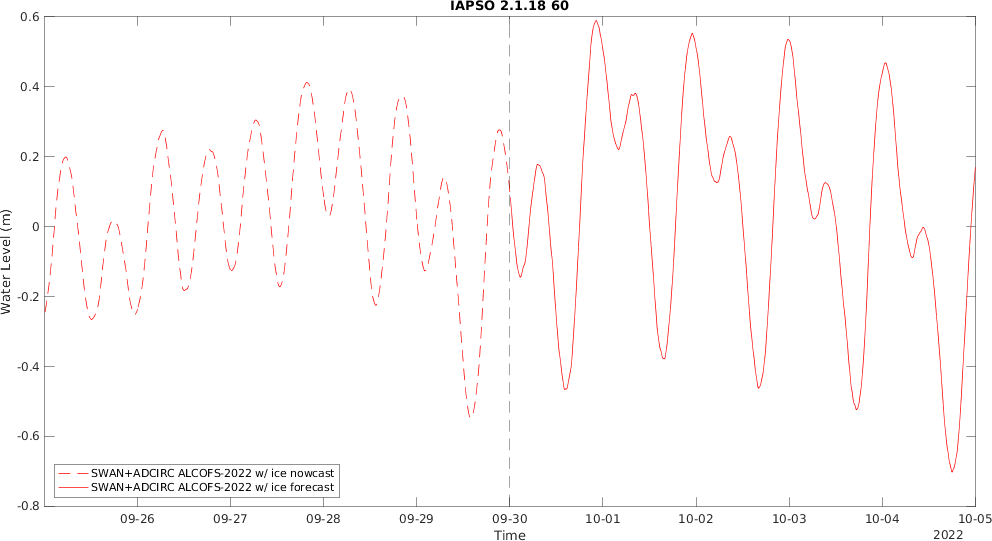 IAPSO 2.1.18 60
0.6
0.4
0.2
0
-0.2
-0.4
-0.6
-0.8
Water Level (m)
SWAN+ADCIRC ALCOFS-2022 w/ ice nowcast
SWAN+ADCIRC ALCOFS-2022 w/ ice forecast
09-26 09-27 09-28 09-29 09-30 10-01 10-02 10-03 10-04 10-05
Time
2022